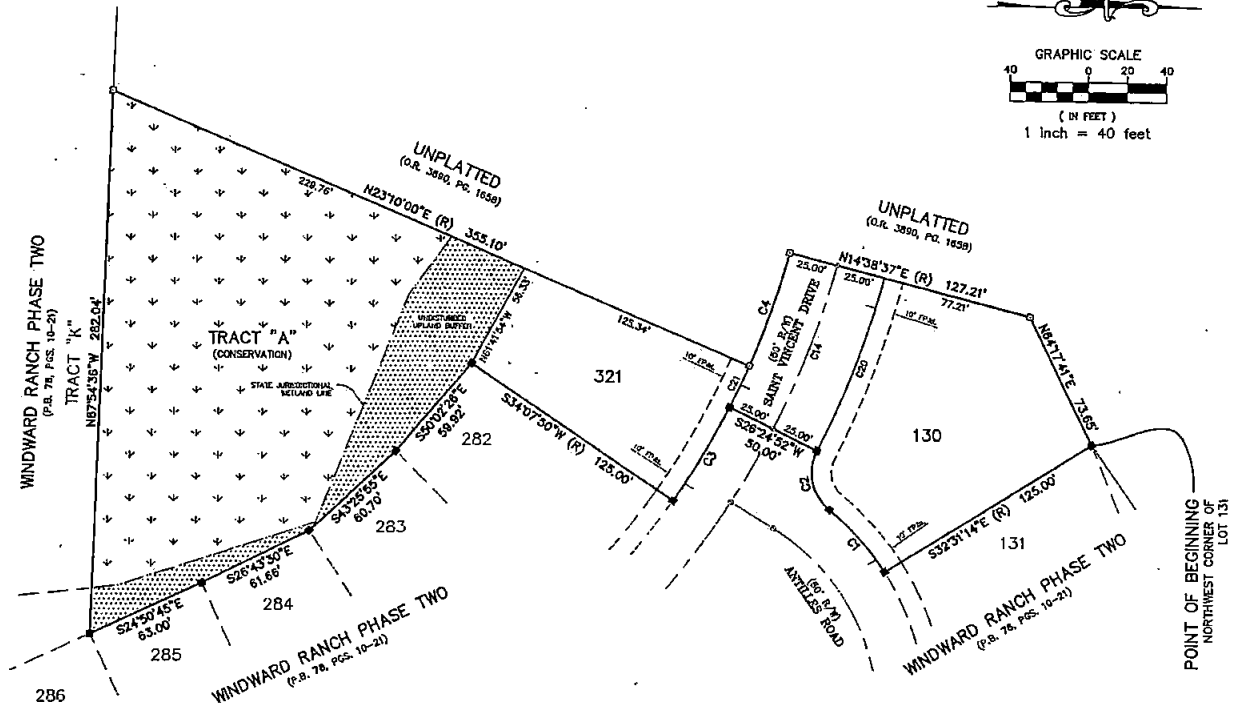 GRAPHIC SCALE
40 0 20 40
( IN FEET )
1 inch = 40 feet
UNPLATTED
(O.R. 3890, PG. 1658)
229.76'
N23°10'00"E (R) 355.10'
UNPLATTED
(O.R. 3890, PG. 1658)
N14°38'37"E (R) 127.21'
25.00'
25.00'
77.21'
WINDWARD RANCH PHASE TWO
(P.B. 78, PGS. 10-21)
TRACT "K"
N87°54'36"W 282.04'
TRACT "A"
(CONSERVATION)
STATE JURISDICTIONAL
WETLAND LINE
UNDISTURBED
UPLAND BUFFER
N61°41'54"W 56.33'
125.34'
321
C4
SAINT VINCENT DRIVE
(50' R/W)
C14
C20
C21
N64°17'41"E 73.65'
130
25.00'
25.00'
S26°24'52"W
50.00'
S50°02'26"E
59.92'
282
S34°07'50"W (R) 125.00'
C3
C2
C1
S43°25'55"E
60.70'
283
S32°31'14"E (R) 125.00'
131
S26°43'30"E
61.66'
284
S24°50'45"E
63.00'
285
286
WINDWARD RANCH PHASE TWO
(P.B. 78, PGS. 10-21)
ANTILLES ROAD
WINDWARD RANCH PHASE TWO
(P.B. 78, PGS. 10-21)
POINT OF BEGINNING
NORTHWEST CORNER OF
LOT 131